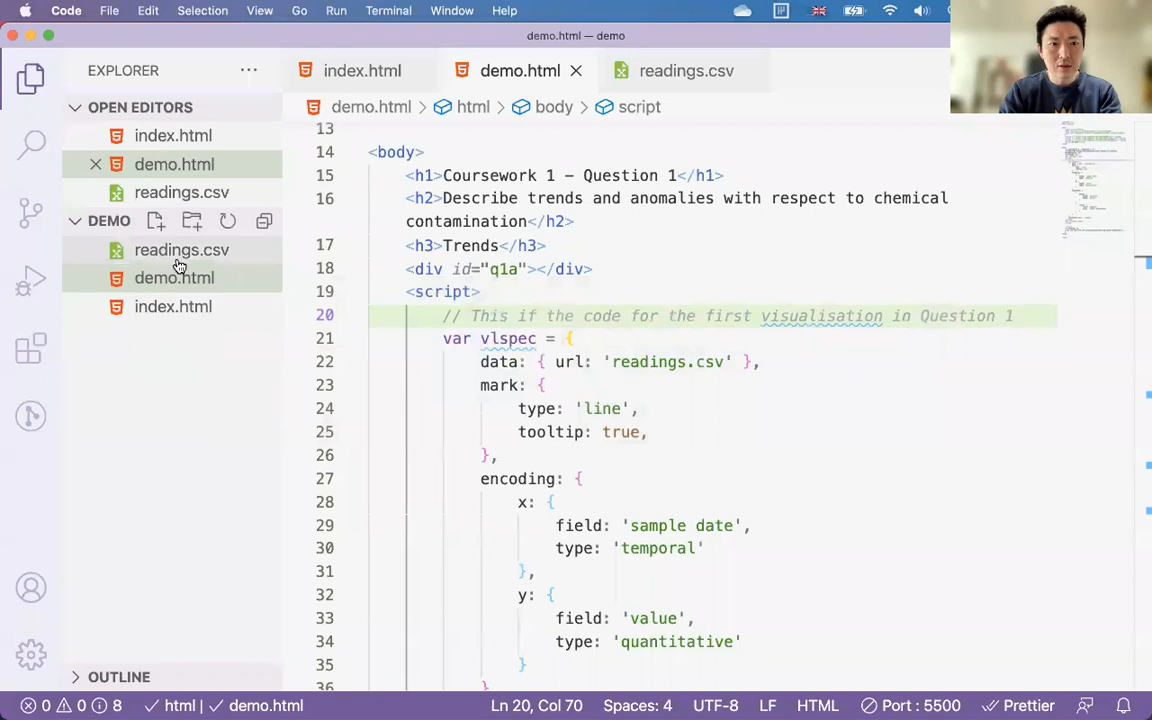 Code File Edit Selection View Go Run Terminal Window Help
demo.html — demo
EXPLORER
OPEN EDITORS
index.html
demo.html
readings.csv
DEMO
readings.csv
demo.html
index.html
OUTLINE
index.html demo.html readings.csv
demo.html > html > body > script
13
14 <body>
15 <h1>Coursework 1 - Question 1</h1>
16 <h2>Describe trends and anomalies with respect to chemical
contamination</h2>
17 <h3>Trends</h3>
18 <div id="q1a"></div>
19 <script>
20 // This if the code for the first visualisation in Question 1
21 var vlspec = {
22 data: { url: 'readings.csv' },
23 mark: {
24 type: 'line',
25 tooltip: true,
26 },
27 encoding: {
28 x: {
29 field: 'sample date',
30 type: 'temporal'
31 },
32 y: {
33 field: 'value',
34 type: 'quantitative'
35 }
36 }
0 0 8 html | demo.html Ln 20, Col 70 Spaces: 4 UTF-8 LF HTML Port : 5500 Prettier